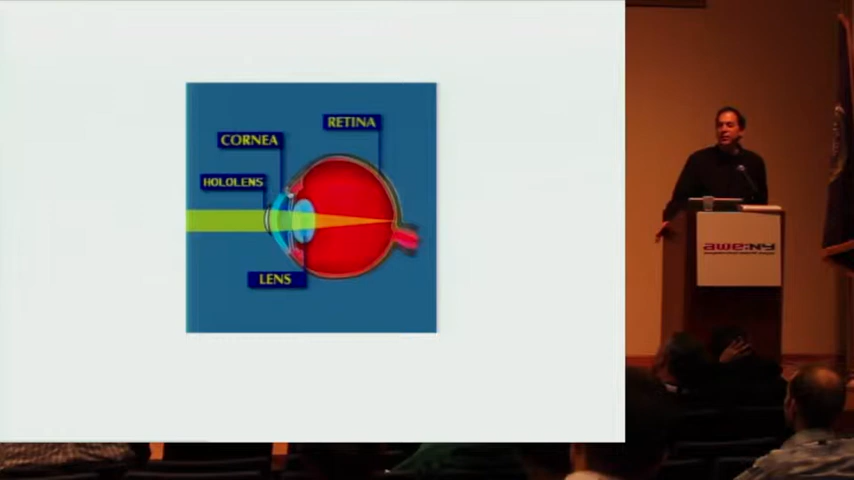 RETINA
CORNEA
HOLOLENS
LENS
awe:NY